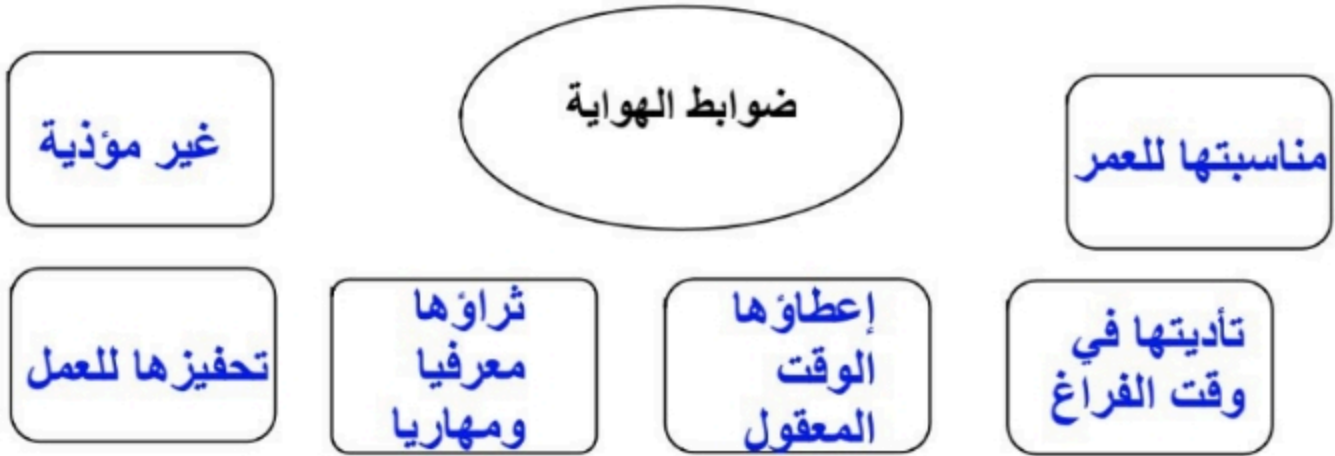 ضوابط الهواية
مناسبتها للعمر
غير مؤذية
تأديتها في
وقت الفراغ
إعطاؤها
الوقت
المعقول
ثراؤها
معرفيا
ومهاريا
تحفيزها للعمل